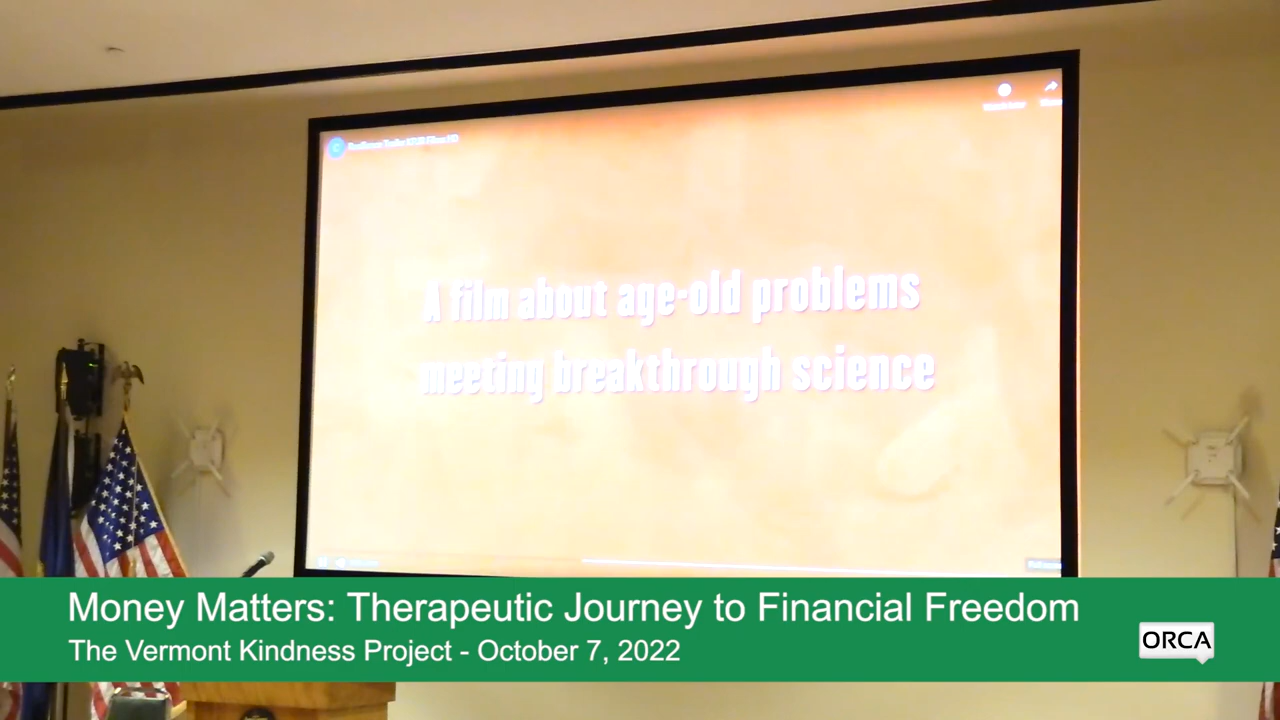 A film about age-old problems
meeting breakthrough science
Money Matters: Therapeutic Journey to Financial Freedom
The Vermont Kindness Project - October 7, 2022
ORCA